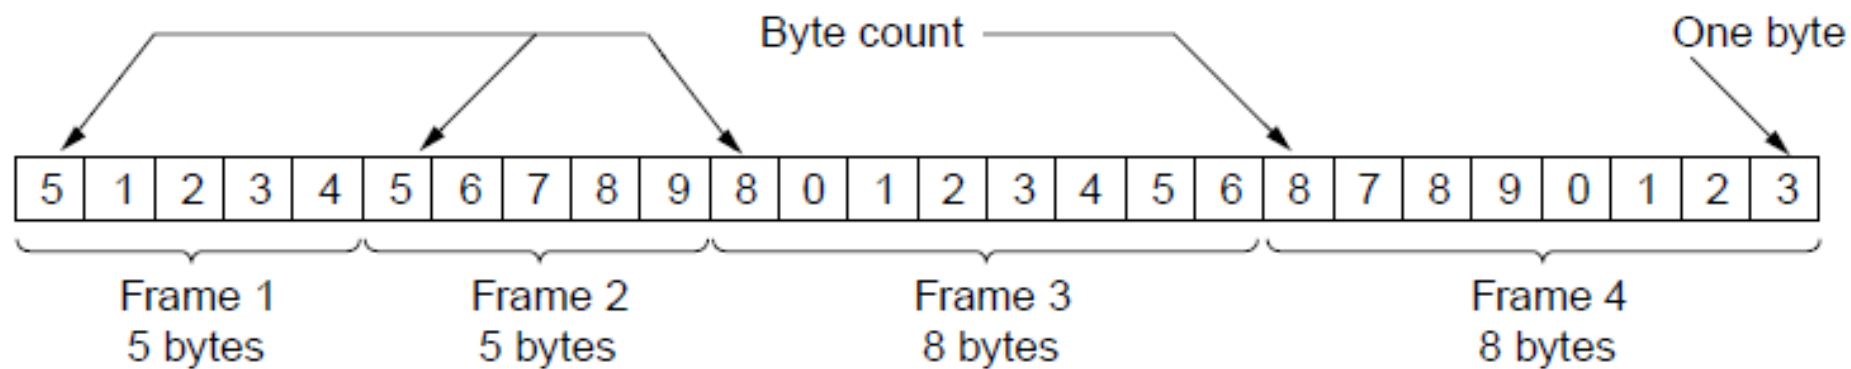 Byte count One byte
5 1 2 3 4 5 6 7 8 9 8 0 1 2 3 4 5 6 8 7 8 9 0 1 2 3
Frame 1 Frame 2 Frame 3 Frame 4
5 bytes 5 bytes 8 bytes 8 bytes